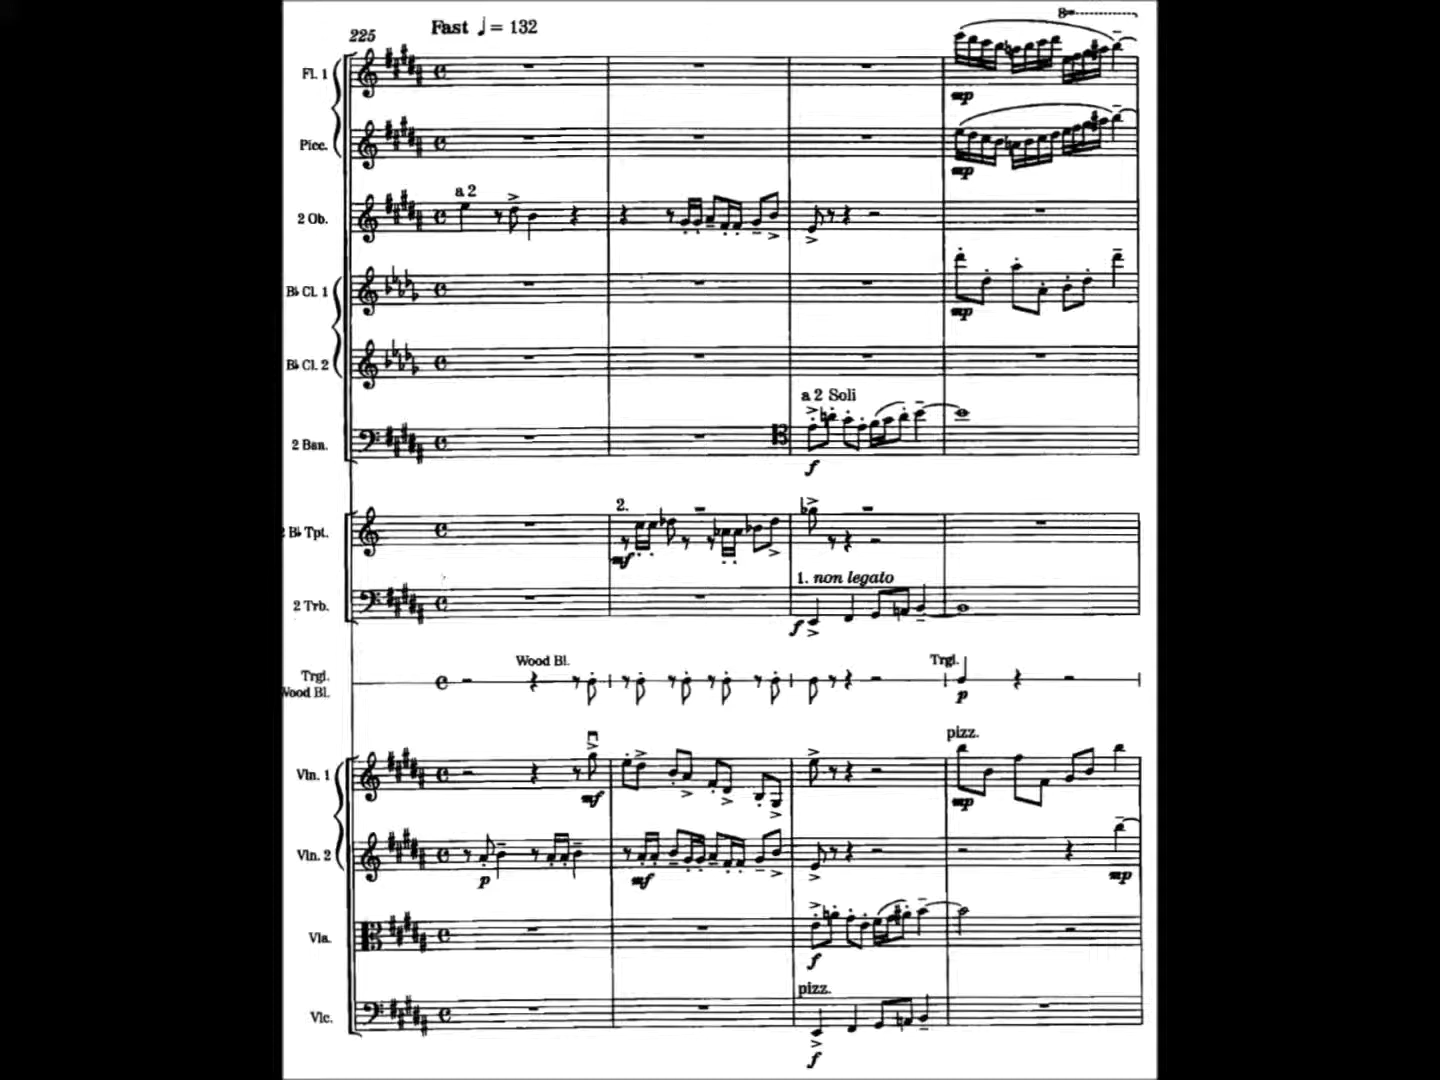 8va
Fast ♩ = 132
225
Fl. 1
mp
Picc.
mp
a 2
2 Ob.
B♭ Cl. 1
mp
B♭ Cl. 2
a 2 Soli
2 Bsn.
f
2.
2 B♭ Tpt.
mf
1. non legato
2 Trb.
f
Wood Bl.
Trgl.
Trgl.
Wood Bl.
p
pizz.
Vln. 1
mf
mp
Vln. 2
p
mf
mp
Vla.
f
pizz.
Vlc.
f